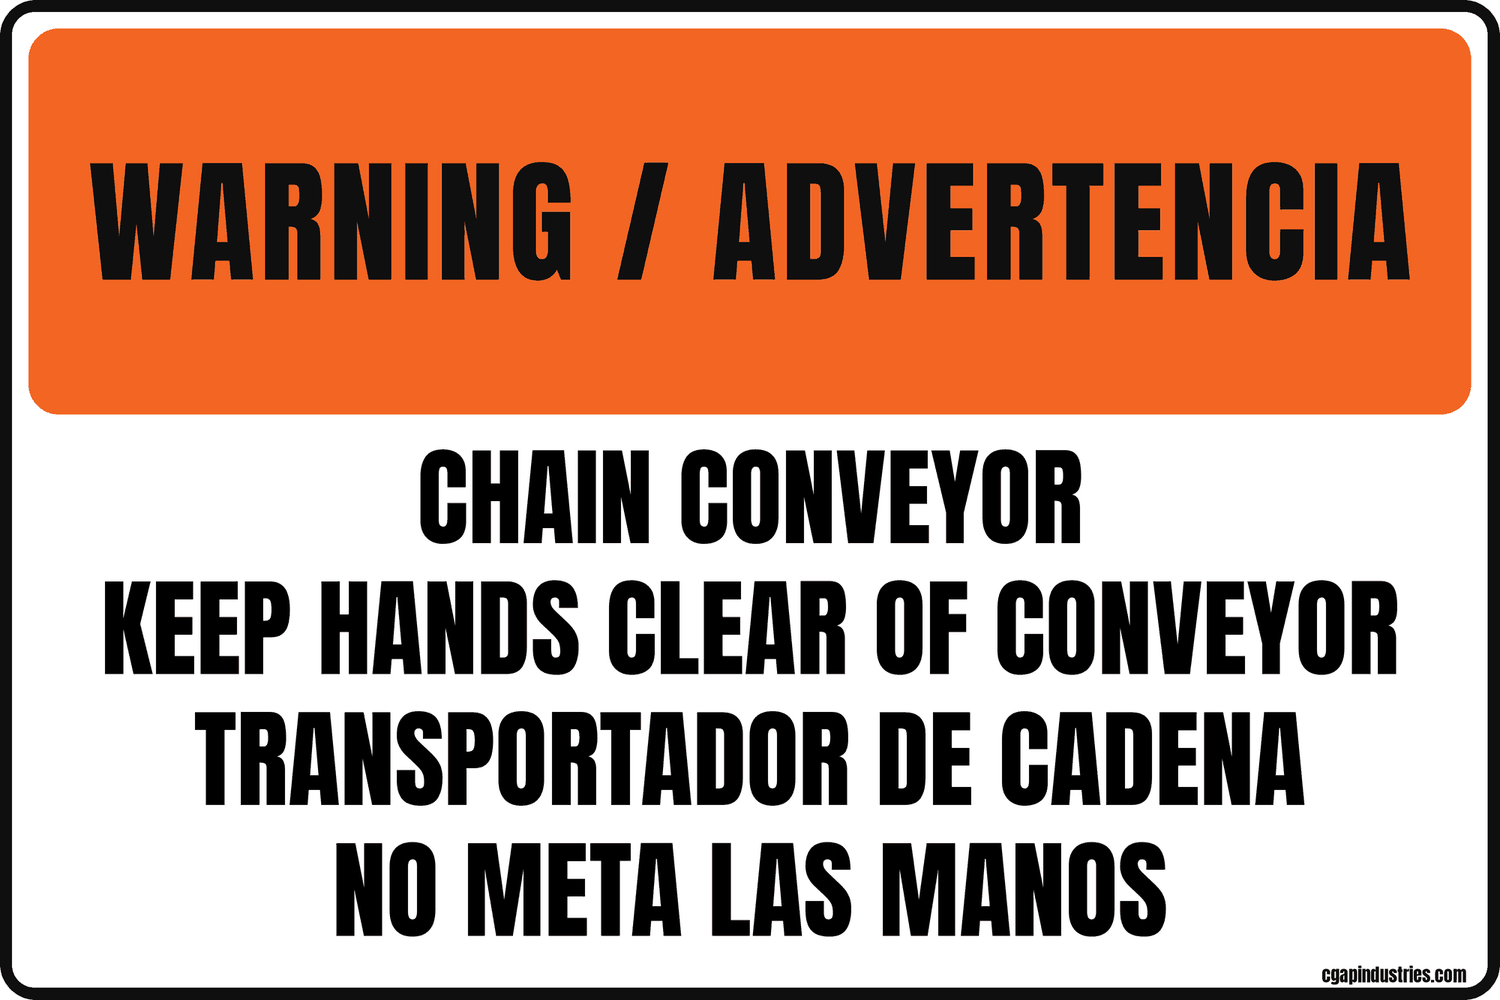 WARNING / ADVERTENCIA
CHAIN CONVEYOR
KEEP HANDS CLEAR OF CONVEYOR
TRANSPORTADOR DE CADENA
NO META LAS MANOS
cgapindustries.com